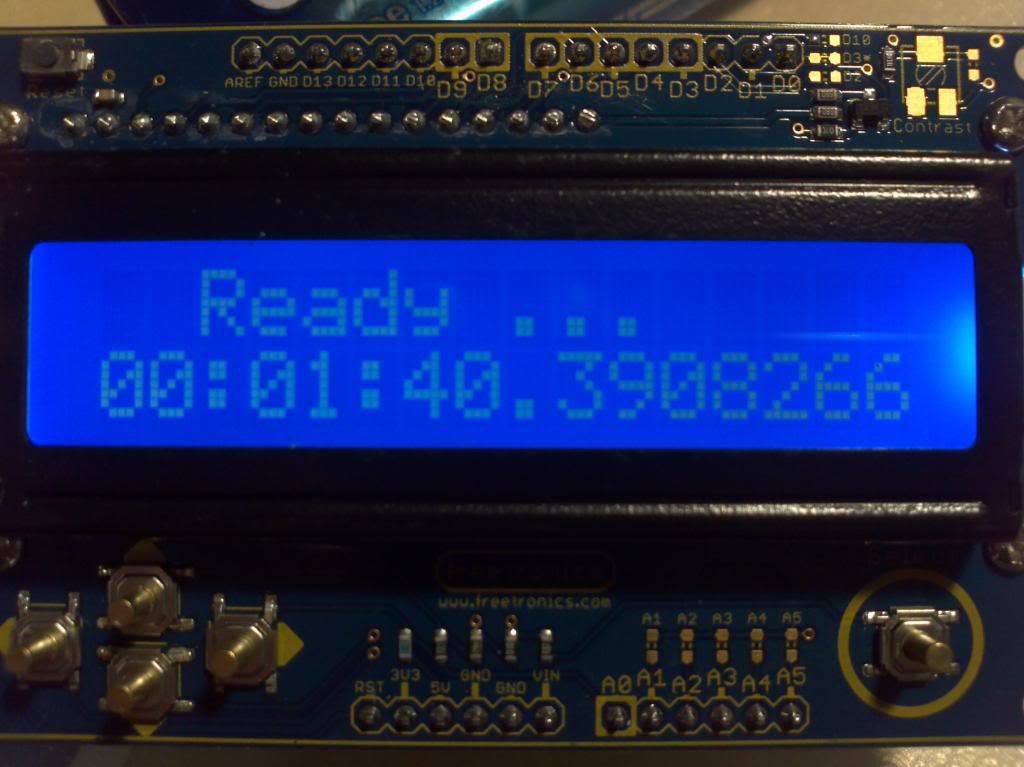 D10
D3
D2
AREF GND D13 D12 D11 D10 D9 D8 D7 D6 D5 D4 D3 D2 D1 D0
Reset
Contrast
Ready ...
00:01:40.3908266
www.freetronics.com
A1 A2 A3 A4 A5
3V3 GND VIN
RST 5V GND
A0 A1 A2 A3 A4 A5